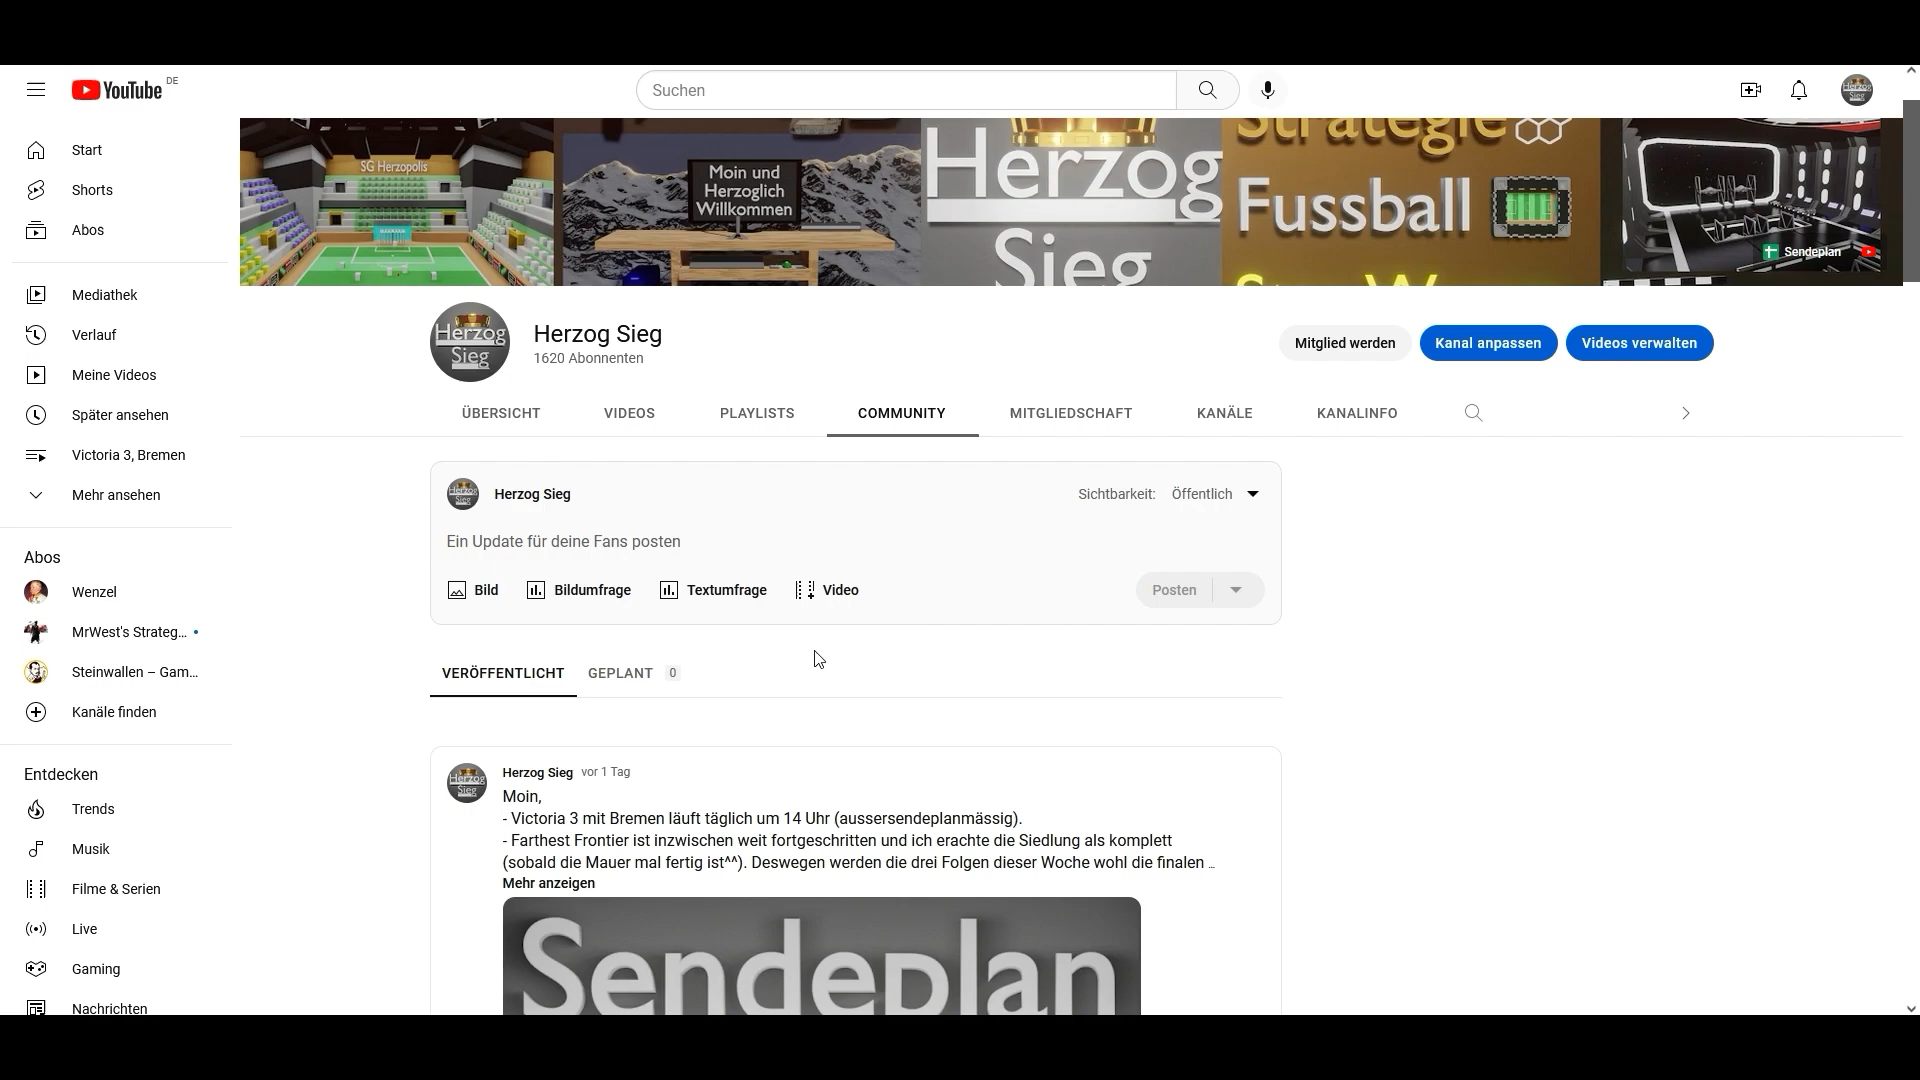 YouTube DE
Suchen
Start
Shorts
Abos
Mediathek
Verlauf
Meine Videos
Später ansehen
Victoria 3, Bremen
Mehr ansehen
Abos
Wenzel
MrWest's Strateg...
Steinwallen – Gam...
Kanäle finden
Entdecken
Trends
Musik
Filme & Serien
Live
Gaming
Nachrichten
SG Herzopolis
Moin und
Herzoglich
Willkommen
Herzog
Sieg
Strategie
Fussball
Sendeplan
Herzog
Sieg
Herzog Sieg
1620 Abonnenten
Mitglied werden
Kanal anpassen
Videos verwalten
ÜBERSICHT
VIDEOS
PLAYLISTS
COMMUNITY
MITGLIEDSCHAFT
KANÄLE
KANALINFO
Herzog Sieg
Sichtbarkeit: Öffentlich
Ein Update für deine Fans posten
Bild
Bildumfrage
Textumfrage
Video
Posten
VERÖFFENTLICHT
GEPLANT 0
Herzog
Sieg
Herzog Sieg vor 1 Tag
Moin,
- Victoria 3 mit Bremen läuft täglich um 14 Uhr (aussersendeplanmässig).
- Farthest Frontier ist inzwischen weit fortgeschritten und ich erachte die Siedlung als komplett
(sobald die Mauer mal fertig ist^^). Deswegen werden die drei Folgen dieser Woche wohl die finalen ...
Mehr anzeigen
Sendeplan